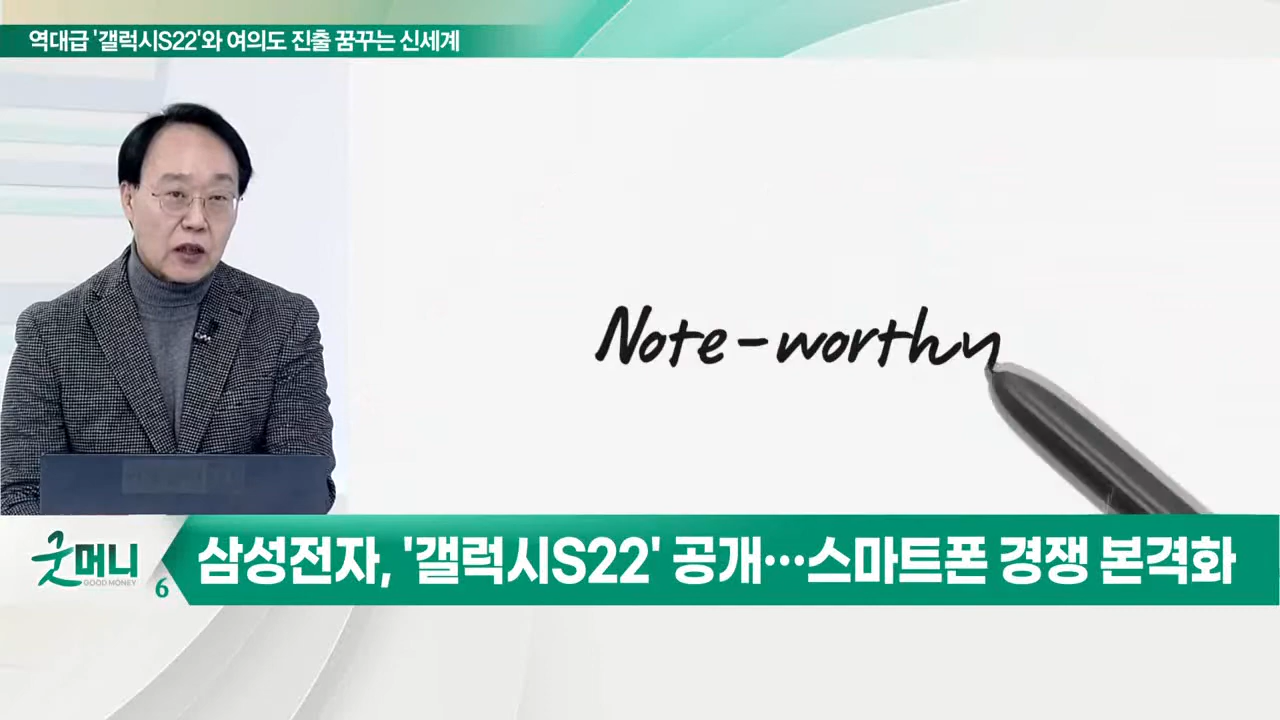 역대급 '갤럭시S22'와 여의도 진출 꿈꾸는 신세계
Note-worthy
굿머니
GOOD MONEY
6
삼성전자, '갤럭시S22' 공개…스마트폰 경쟁 본격화